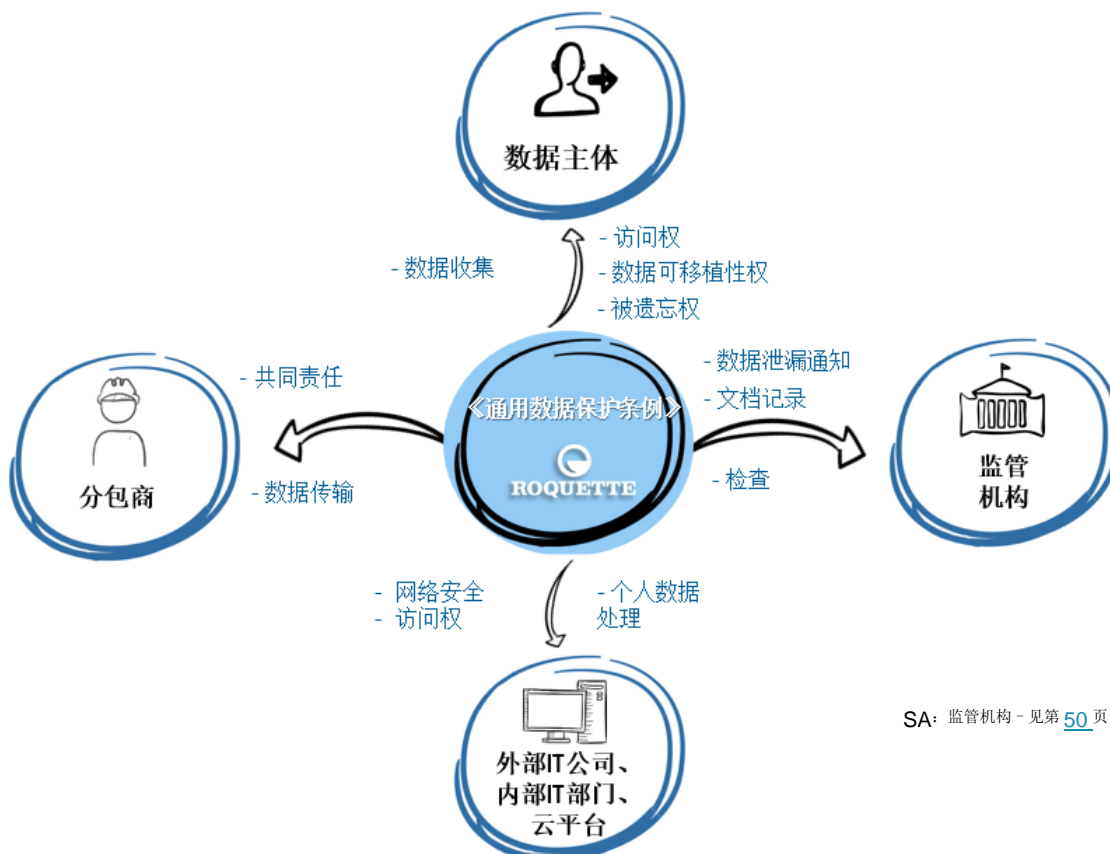 数据主体
- 数据收集
- 访问权
- 数据可移植性权
- 被遗忘权
- 共同责任
- 数据传输
分包商
《通用数据保护条例》
ROQUETTE
- 数据泄漏通知
- 文档记录
- 检查
监管
机构
- 网络安全
- 访问权
- 个人数据
处理
外部IT公司、
内部IT部门、
云平台
SA: 监管机构 - 见第 50 页